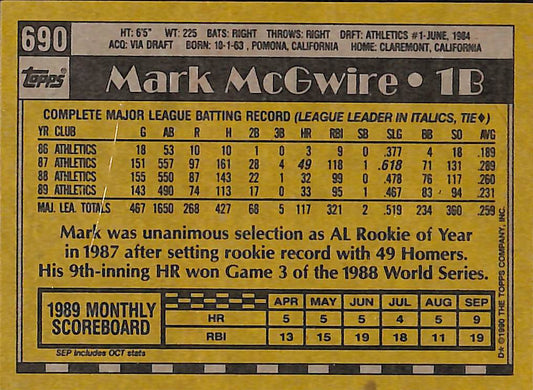 690
HT: 6'5" WT: 225 BATS: RIGHT THROWS: RIGHT DRFT: ATHLETICS #1-JUNE, 1984
ACQ: VIA DRAFT BORN: 10-1-63, POMONA, CALIFORNIA HOME: CLAREMONT, CALIFORNIA
Topps
Mark McGwire • 1B
COMPLETE MAJOR LEAGUE BATTING RECORD (LEAGUE LEADER IN ITALICS, TIE♦)
YR CLUB G AB R H 2B 3B HR RBI SB SLG BB SO AVG
86 ATHLETICS 18 53 10 10 1 0 3 9 0 .377 4 18 .189
87 ATHLETICS 151 557 97 161 28 4 49 118 1 .618 71 131 .289
88 ATHLETICS 155 550 87 143 22 1 32 99 0 .478 76 117 .260
89 ATHLETICS 143 490 74 113 17 0 33 95 1 .467 83 94 .231
MAJ. LEA. TOTALS 467 1650 268 427 68 5 117 321 2 .519 234 360 .259
Mark was unanimous selection as AL Rookie of Year
in 1987 after setting rookie record with 49 Homers.
His 9th-inning HR won Game 3 of the 1988 World Series.
1989 MONTHLY
SCOREBOARD
APR MAY JUN JUL AUG SEP
HR 5 5 4 5 5 9
RBI 13 15 19 18 11 19
SEP includes OCT stats
D★ ©1990 THE TOPPS COMPANY, INC.